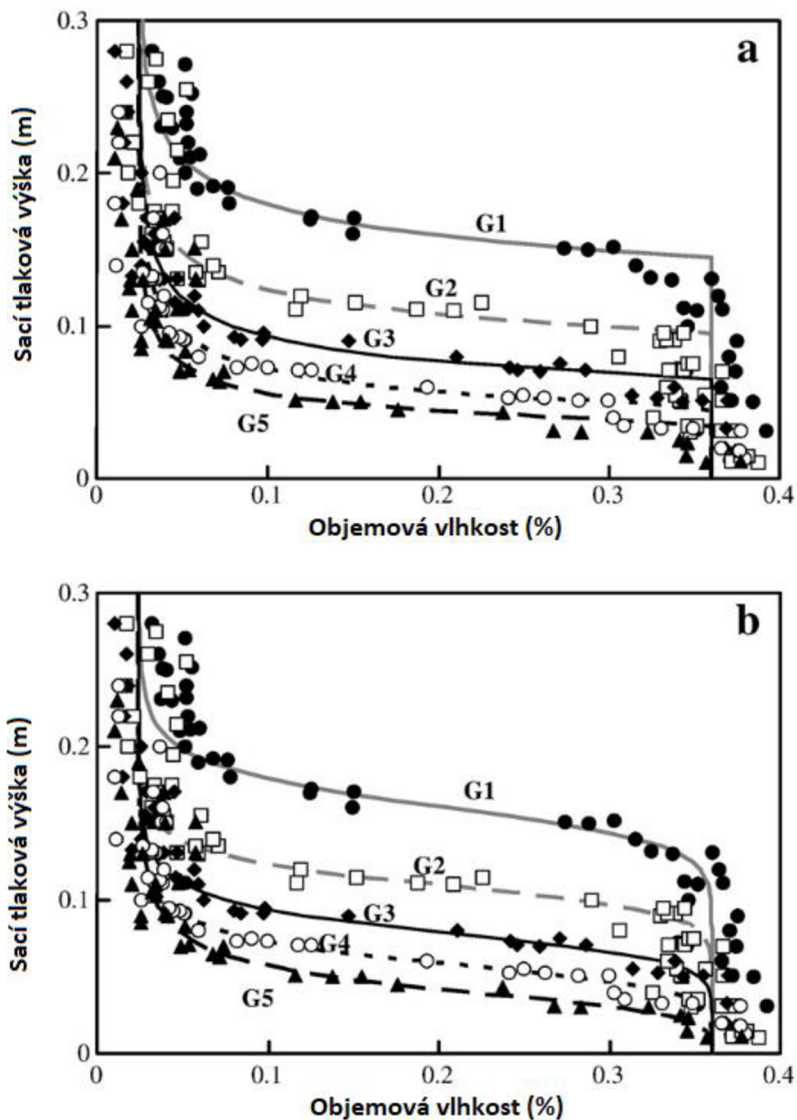 0.3
a
0.2
G1
G2
0.1
G3
G4
G5
0
0
0.1
0.2
0.3
0.4
Sací tlaková výška (m)
Objemová vlhkost (%)
0.3
b
0.2
G1
G2
0.1
G3
G4
G5
0
0
0.1
0.2
0.3
0.4
Sací tlaková výška (m)
Objemová vlhkost (%)